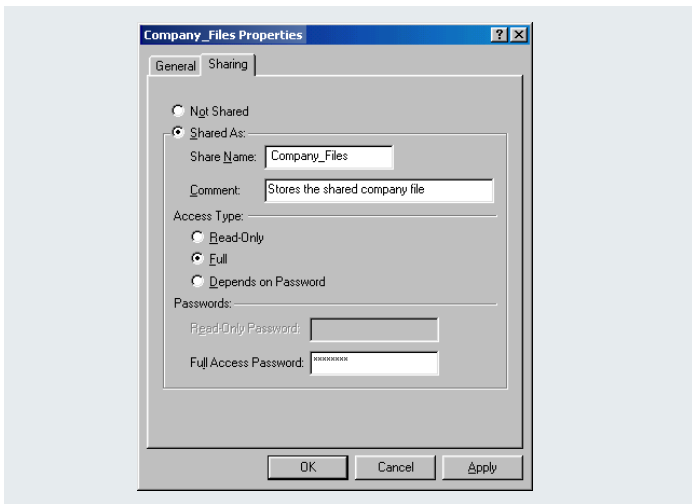 Company_Files Properties
General Sharing
Not Shared
Shared As:
Share Name: Company_Files
Comment: Stores the shared company file
Access Type:
Read-Only
Full
Depends on Password
Passwords:
Read-Only Password:
Full Access Password: ********
OK Cancel Apply